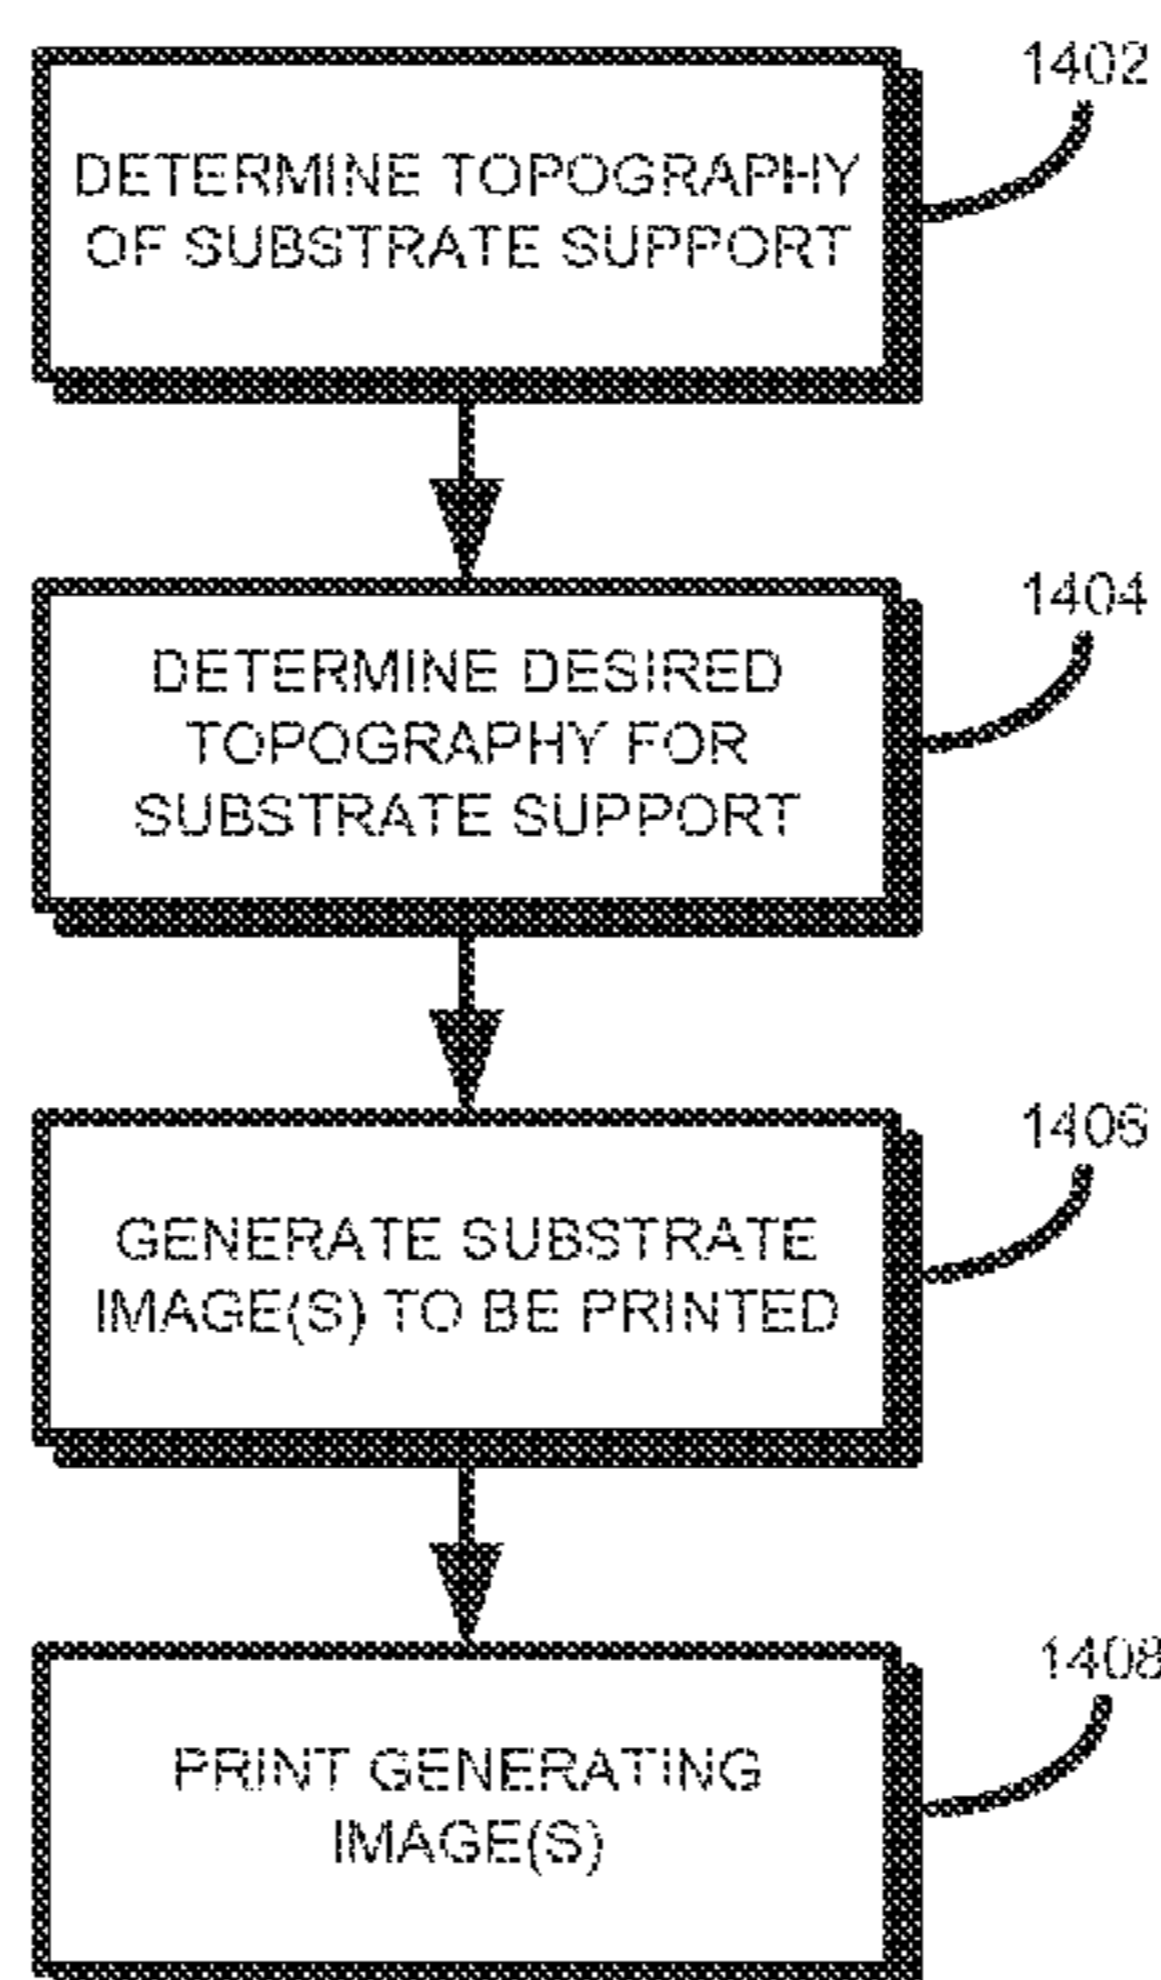 1402
DETERMINE TOPOGRAPHY
OF SUBSTRATE SUPPORT
1404
DETERMINE DESIRED
TOPOGRAPHY FOR
SUBSTRATE SUPPORT
1406
GENERATE SUBSTRATE
IMAGE(S) TO BE PRINTED
1408
PRINT GENERATING
IMAGE(S)